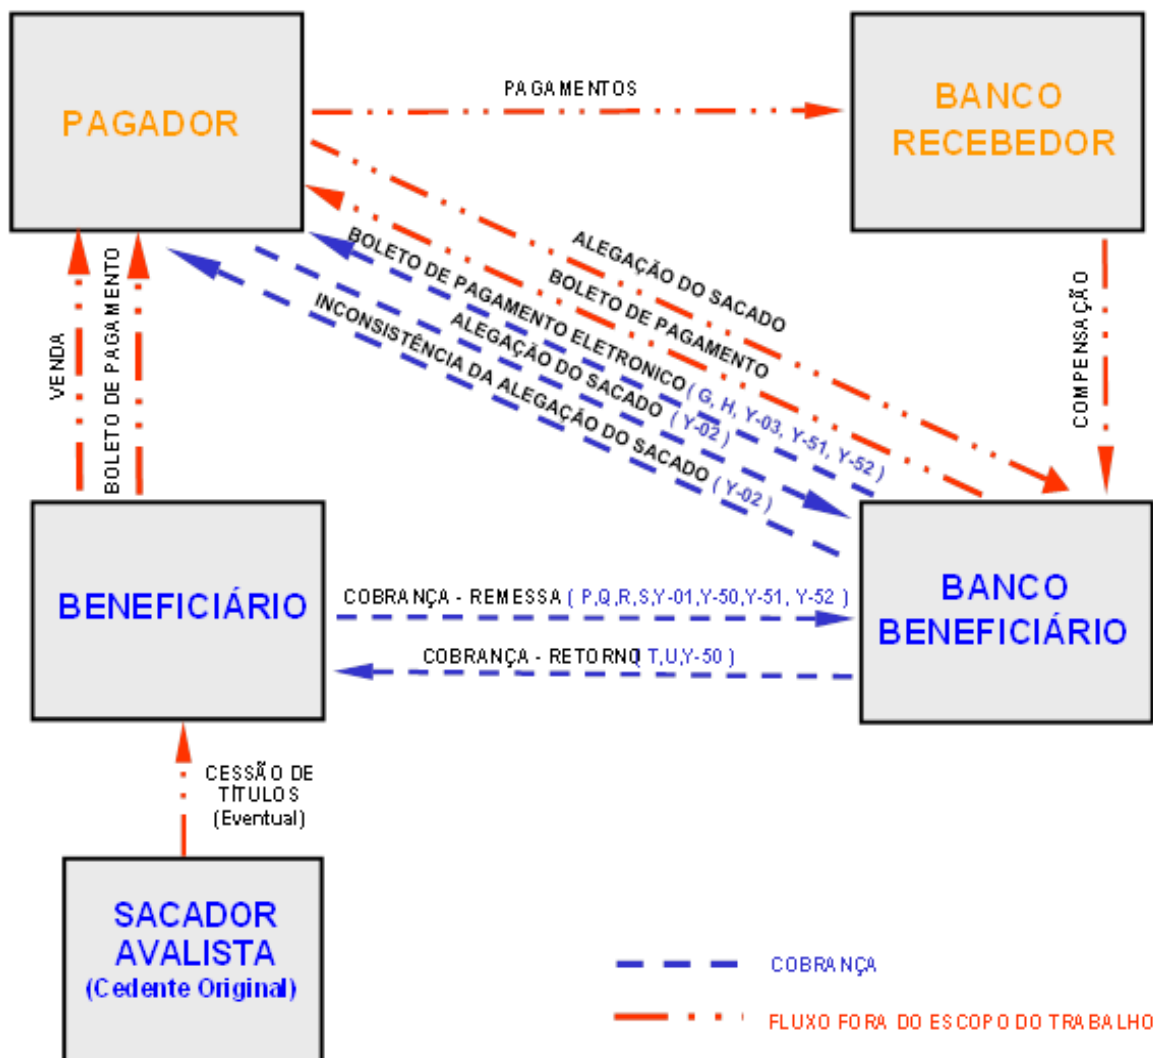 PAGAMENTOS
PAGADOR
BANCO
RECEBEDOR
ALEGAÇÃO DO SACADO
BOLETO DE PAGAMENTO
BOLETO DE PAGAMENTO ELETRONICO ( G, H, Y-03, Y-51, Y-52 )
ALEGAÇÃO DO SACADO ( Y-02 )
INCONSISTÊNCIA DA ALEGAÇÃO DO SACADO ( Y-02 )
VENDA
BOLETO DE PAGAMENTO
COMPENSAÇÃO
BENEFICIÁRIO
COBRANÇA - REMESSA ( P,Q,R,S,Y-01,Y-50,Y-51, Y-52 )
COBRANÇA - RETORNO ( T,U,Y-50 )
BANCO
BENEFICIÁRIO
CESSÃO DE
TÍTULOS
(Eventual)
SACADOR
AVALISTA
(Cedente Original)
COBRANÇA
FLUXO FORA DO ESCOPO DO TRABALHO